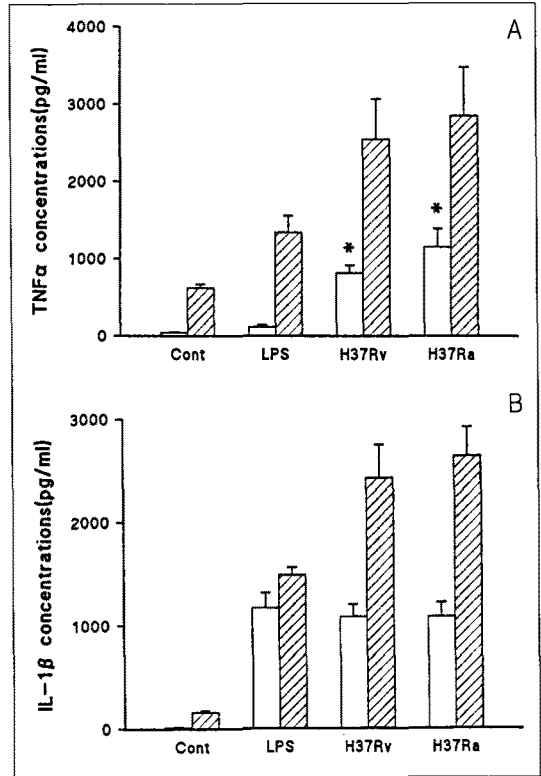 A
TNFα concentrations(pg/ml)
4000
3000
2000
1000
0
*
*
Cont LPS H37Rv H37Ra
B
IL-1β concentrations(pg/ml)
3000
2000
1000
0
Cont LPS H37Rv H37Ra